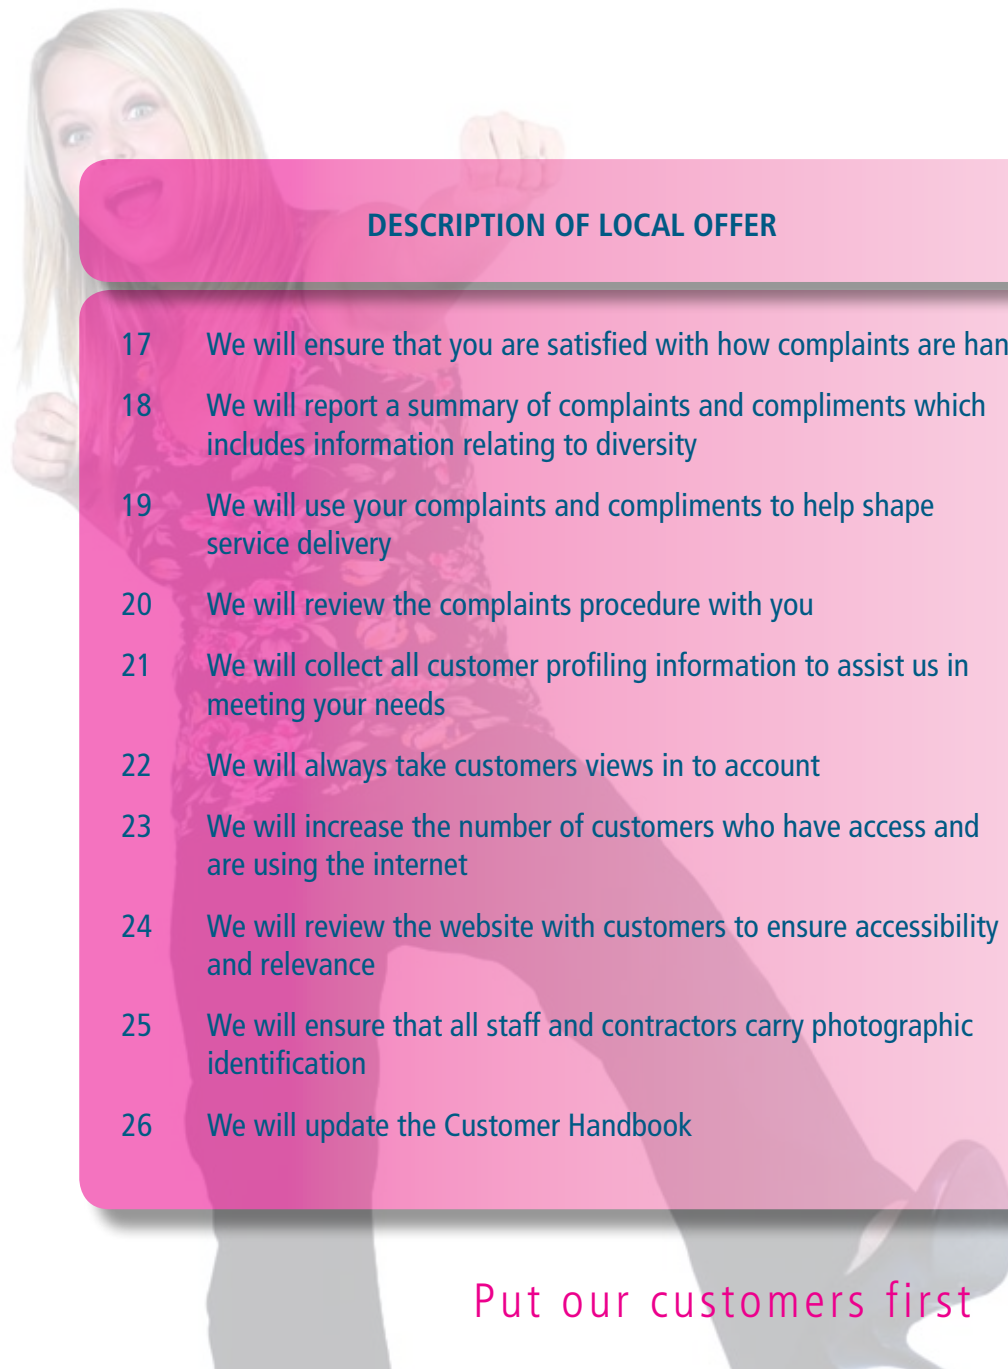 DESCRIPTION OF LOCAL OFFER
17 We will ensure that you are satisfied with how complaints are
18 We will report a summary of complaints and compliments which
includes information relating to diversity
19 We will use your complaints and compliments to help shape
service delivery
20 We will review the complaints procedure with you
21 We will collect all customer profiling information to assist us in
meeting your needs
22 We will always take customers views in to account
23 We will increase the number of customers who have access and
are using the internet
24 We will review the website with customers to ensure accessibility
and relevance
25 We will ensure that all staff and contractors carry photographic
identification
26 We will update the Customer Handbook
Put our customers first